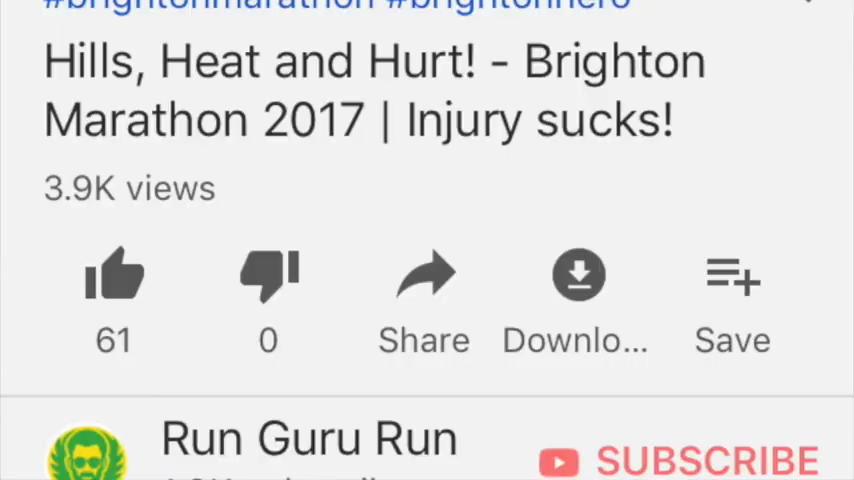 #brightonmarathon #brightonhero
Hills, Heat and Hurt! - Brighton
Marathon 2017 | Injury sucks!
3.9K views
61
0
Share
Downlo...
Save
Run Guru Run
SUBSCRIBE